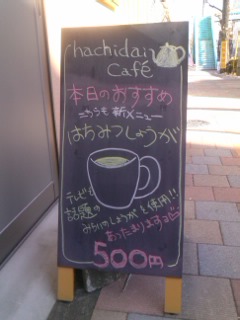 hachidai
Café
本日のおすすめ
こちらも 新メニュー
はちみつしょうが
テレビで
話題の
みらいのしょうがを使用!!
あったまりますョ
500円